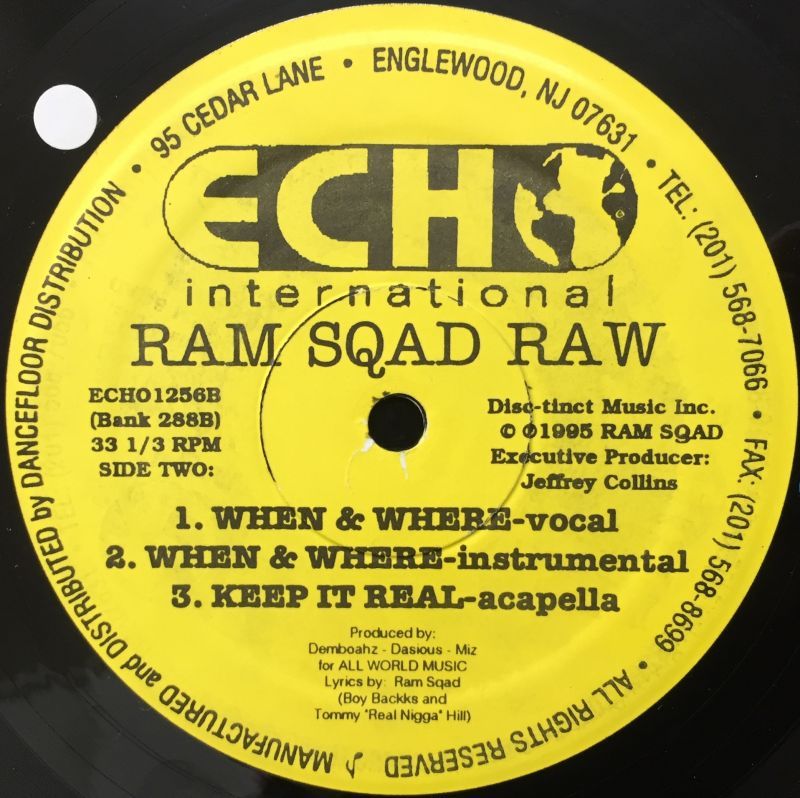 95 CEDAR LANE • ENGLEWOOD, NJ 07631 • TEL: (201) 568-7066 • FAX: (201) 568-8699 • ALL RIGHTS RESERVED ♪ MANUFACTURED and DISTRIBUTED by DANCEFLOOR DISTRIBUTION •
ECHO
international
RAM SQAD RAW
ECHO1256B
(Bank 288B)
33 1/3 RPM
SIDE TWO:
Disc-tinct Music Inc.
© ℗1995 RAM SQAD
Executive Producer:
Jeffrey Collins
1. WHEN & WHERE-vocal
2. WHEN & WHERE-instrumental
3. KEEP IT REAL-acapella
Produced by:
Demboahz - Dasious - Miz
for ALL WORLD MUSIC
Lyrics by: Ram Sqad
(Boy Backks and
Tommy "Real Nigga" Hill)